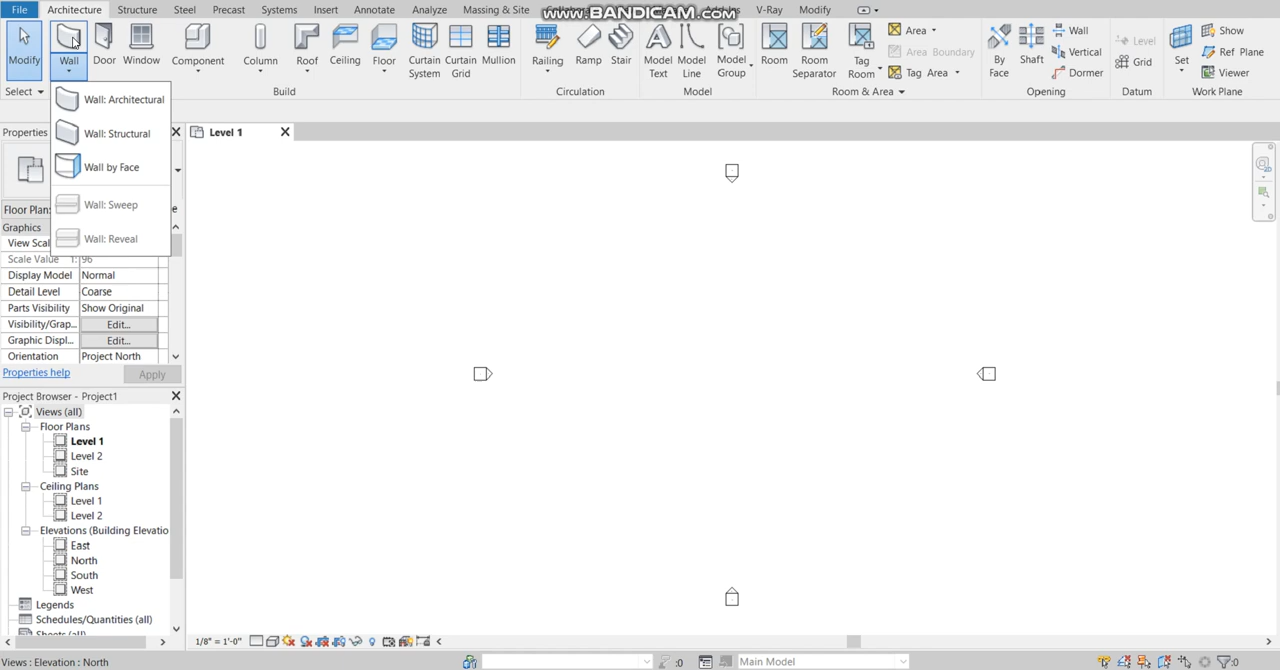 File Architecture Structure Steel Precast Systems Insert Annotate Analyze Massing & Site V-Ray Modify
www.BANDICAM.com
Modify Wall Door Window Component Column Roof Ceiling Floor Curtain System Curtain Grid Mullion Railing Ramp Stair Model Text Model Line Model Group Room Room Separator Tag Room
Area
Area Boundary
Tag Area
By Face Shaft Wall
Vertical
Dormer
Level
Grid
Set Show
Ref Plane
Viewer
Select Build Circulation Model Room & Area Opening Datum Work Plane
Wall: Architectural
Wall: Structural
Wall by Face
Wall: Sweep
Wall: Reveal
Properties
Level 1
Floor Plan: e
Graphics
View Scal
Scale Value 1: 96
Display Model Normal
Detail Level Coarse
Parts Visibility Show Original
Visibility/Grap... Edit...
Graphic Displ... Edit...
Orientation Project North
Properties help Apply
Project Browser - Project1
Views (all)
Floor Plans
Level 1
Level 2
Site
Ceiling Plans
Level 1
Level 2
Elevations (Building Elevatio
East
North
South
West
Legends
Schedules/Quantities (all)
Sheets (all)
1/8" = 1'-0"
Views : Elevation : North
:0
Main Model
:0